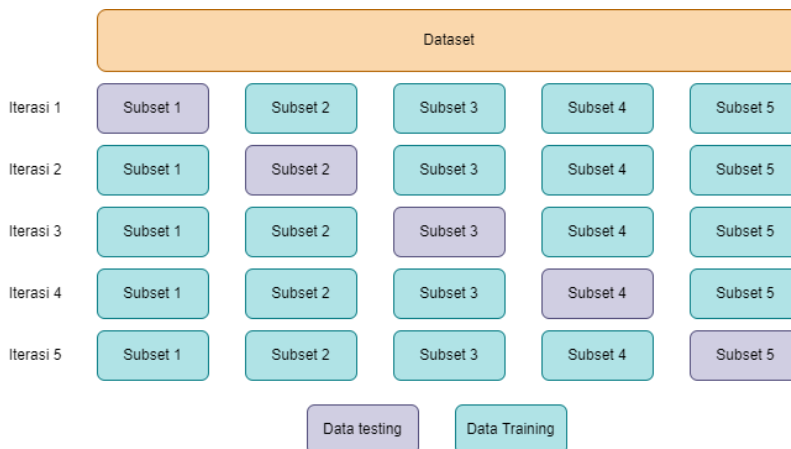 Dataset
Iterasi 1 Subset 1 Subset 2 Subset 3 Subset 4 Subset 5
Iterasi 2 Subset 1 Subset 2 Subset 3 Subset 4 Subset 5
Iterasi 3 Subset 1 Subset 2 Subset 3 Subset 4 Subset 5
Iterasi 4 Subset 1 Subset 2 Subset 3 Subset 4 Subset 5
Iterasi 5 Subset 1 Subset 2 Subset 3 Subset 4 Subset 5
Data testing Data Training